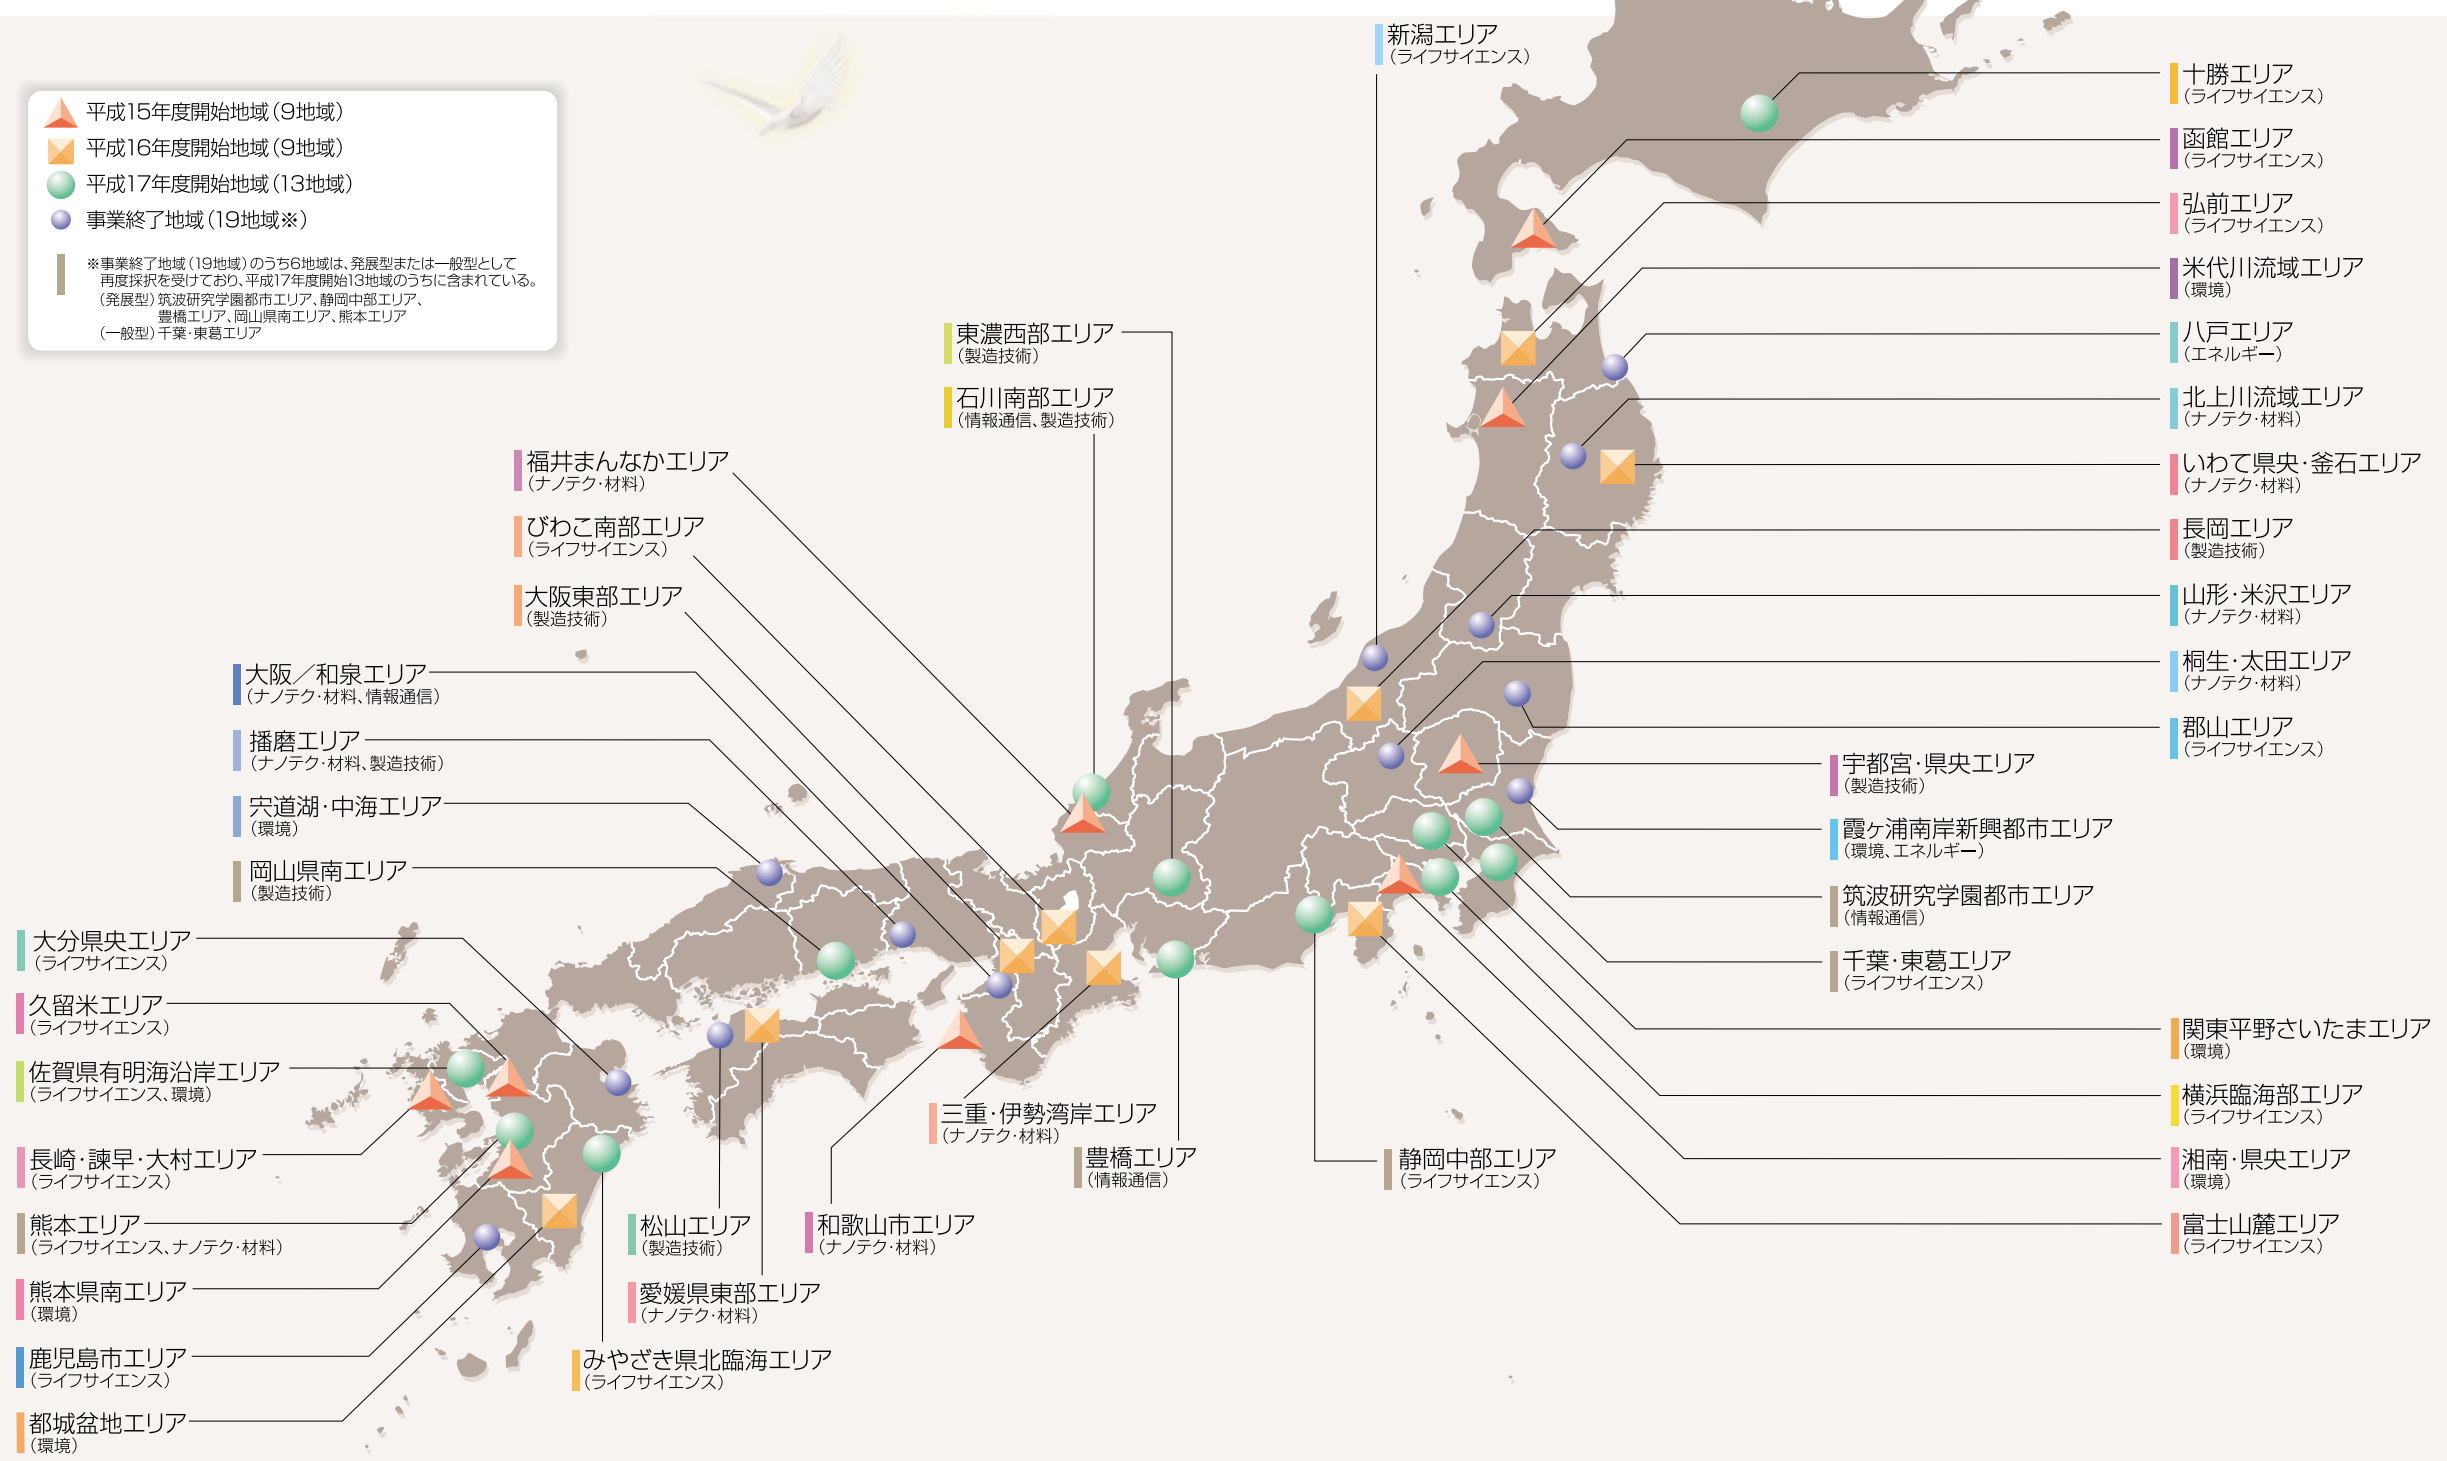 平成15年度開始地域（9地域）
平成16年度開始地域（9地域）
平成17年度開始地域（13地域）
事業終了地域（19地域※）
※事業終了地域（19地域）のうち6地域は、発展型または一般型として
再度採択を受けており、平成17年度開始13地域のうちに含まれている。
（発展型）筑波研究学園都市エリア、静岡中部エリア、
豊橋エリア、岡山県南エリア、熊本エリア
（一般型）千葉・東葛エリア
新潟エリア
（ライフサイエンス）
十勝エリア
（ライフサイエンス）
函館エリア
（ライフサイエンス）
弘前エリア
（ライフサイエンス）
米代川流域エリア
（環境）
八戸エリア
（エネルギー）
北上川流域エリア
（ナノテク・材料）
いわて県央・釜石エリア
（ナノテク・材料）
長岡エリア
（製造技術）
山形・米沢エリア
（ナノテク・材料）
桐生・太田エリア
（ナノテク・材料）
郡山エリア
（ライフサイエンス）
宇都宮・県央エリア
（製造技術）
霞ヶ浦南岸新興都市エリア
（環境、エネルギー）
筑波研究学園都市エリア
（情報通信）
千葉・東葛エリア
（ライフサイエンス）
関東平野さいたまエリア
（環境）
横浜臨海部エリア
（ライフサイエンス）
湘南・県央エリア
（環境）
富士山麓エリア
（ライフサイエンス）
東濃西部エリア
（製造技術）
石川南部エリア
（情報通信、製造技術）
福井まんなかエリア
（ナノテク・材料）
びわこ南部エリア
（ライフサイエンス）
大阪東部エリア
（製造技術）
大阪／和泉エリア
（ナノテク・材料、情報通信）
播磨エリア
（ナノテク・材料、製造技術）
宍道湖・中海エリア
（環境）
岡山県南エリア
（製造技術）
大分県央エリア
（ライフサイエンス）
久留米エリア
（ライフサイエンス）
佐賀県有明海沿岸エリア
（ライフサイエンス、環境）
長崎・諫早・大村エリア
（ライフサイエンス）
熊本エリア
（ライフサイエンス、ナノテク・材料）
熊本県南エリア
（環境）
鹿児島市エリア
（ライフサイエンス）
都城盆地エリア
（環境）
三重・伊勢湾岸エリア
（ナノテク・材料）
豊橋エリア
（情報通信）
静岡中部エリア
（ライフサイエンス）
松山エリア
（製造技術）
和歌山市エリア
（ナノテク・材料）
愛媛県東部エリア
（ナノテク・材料）
みやざき県北臨海エリア
（ライフサイエンス）